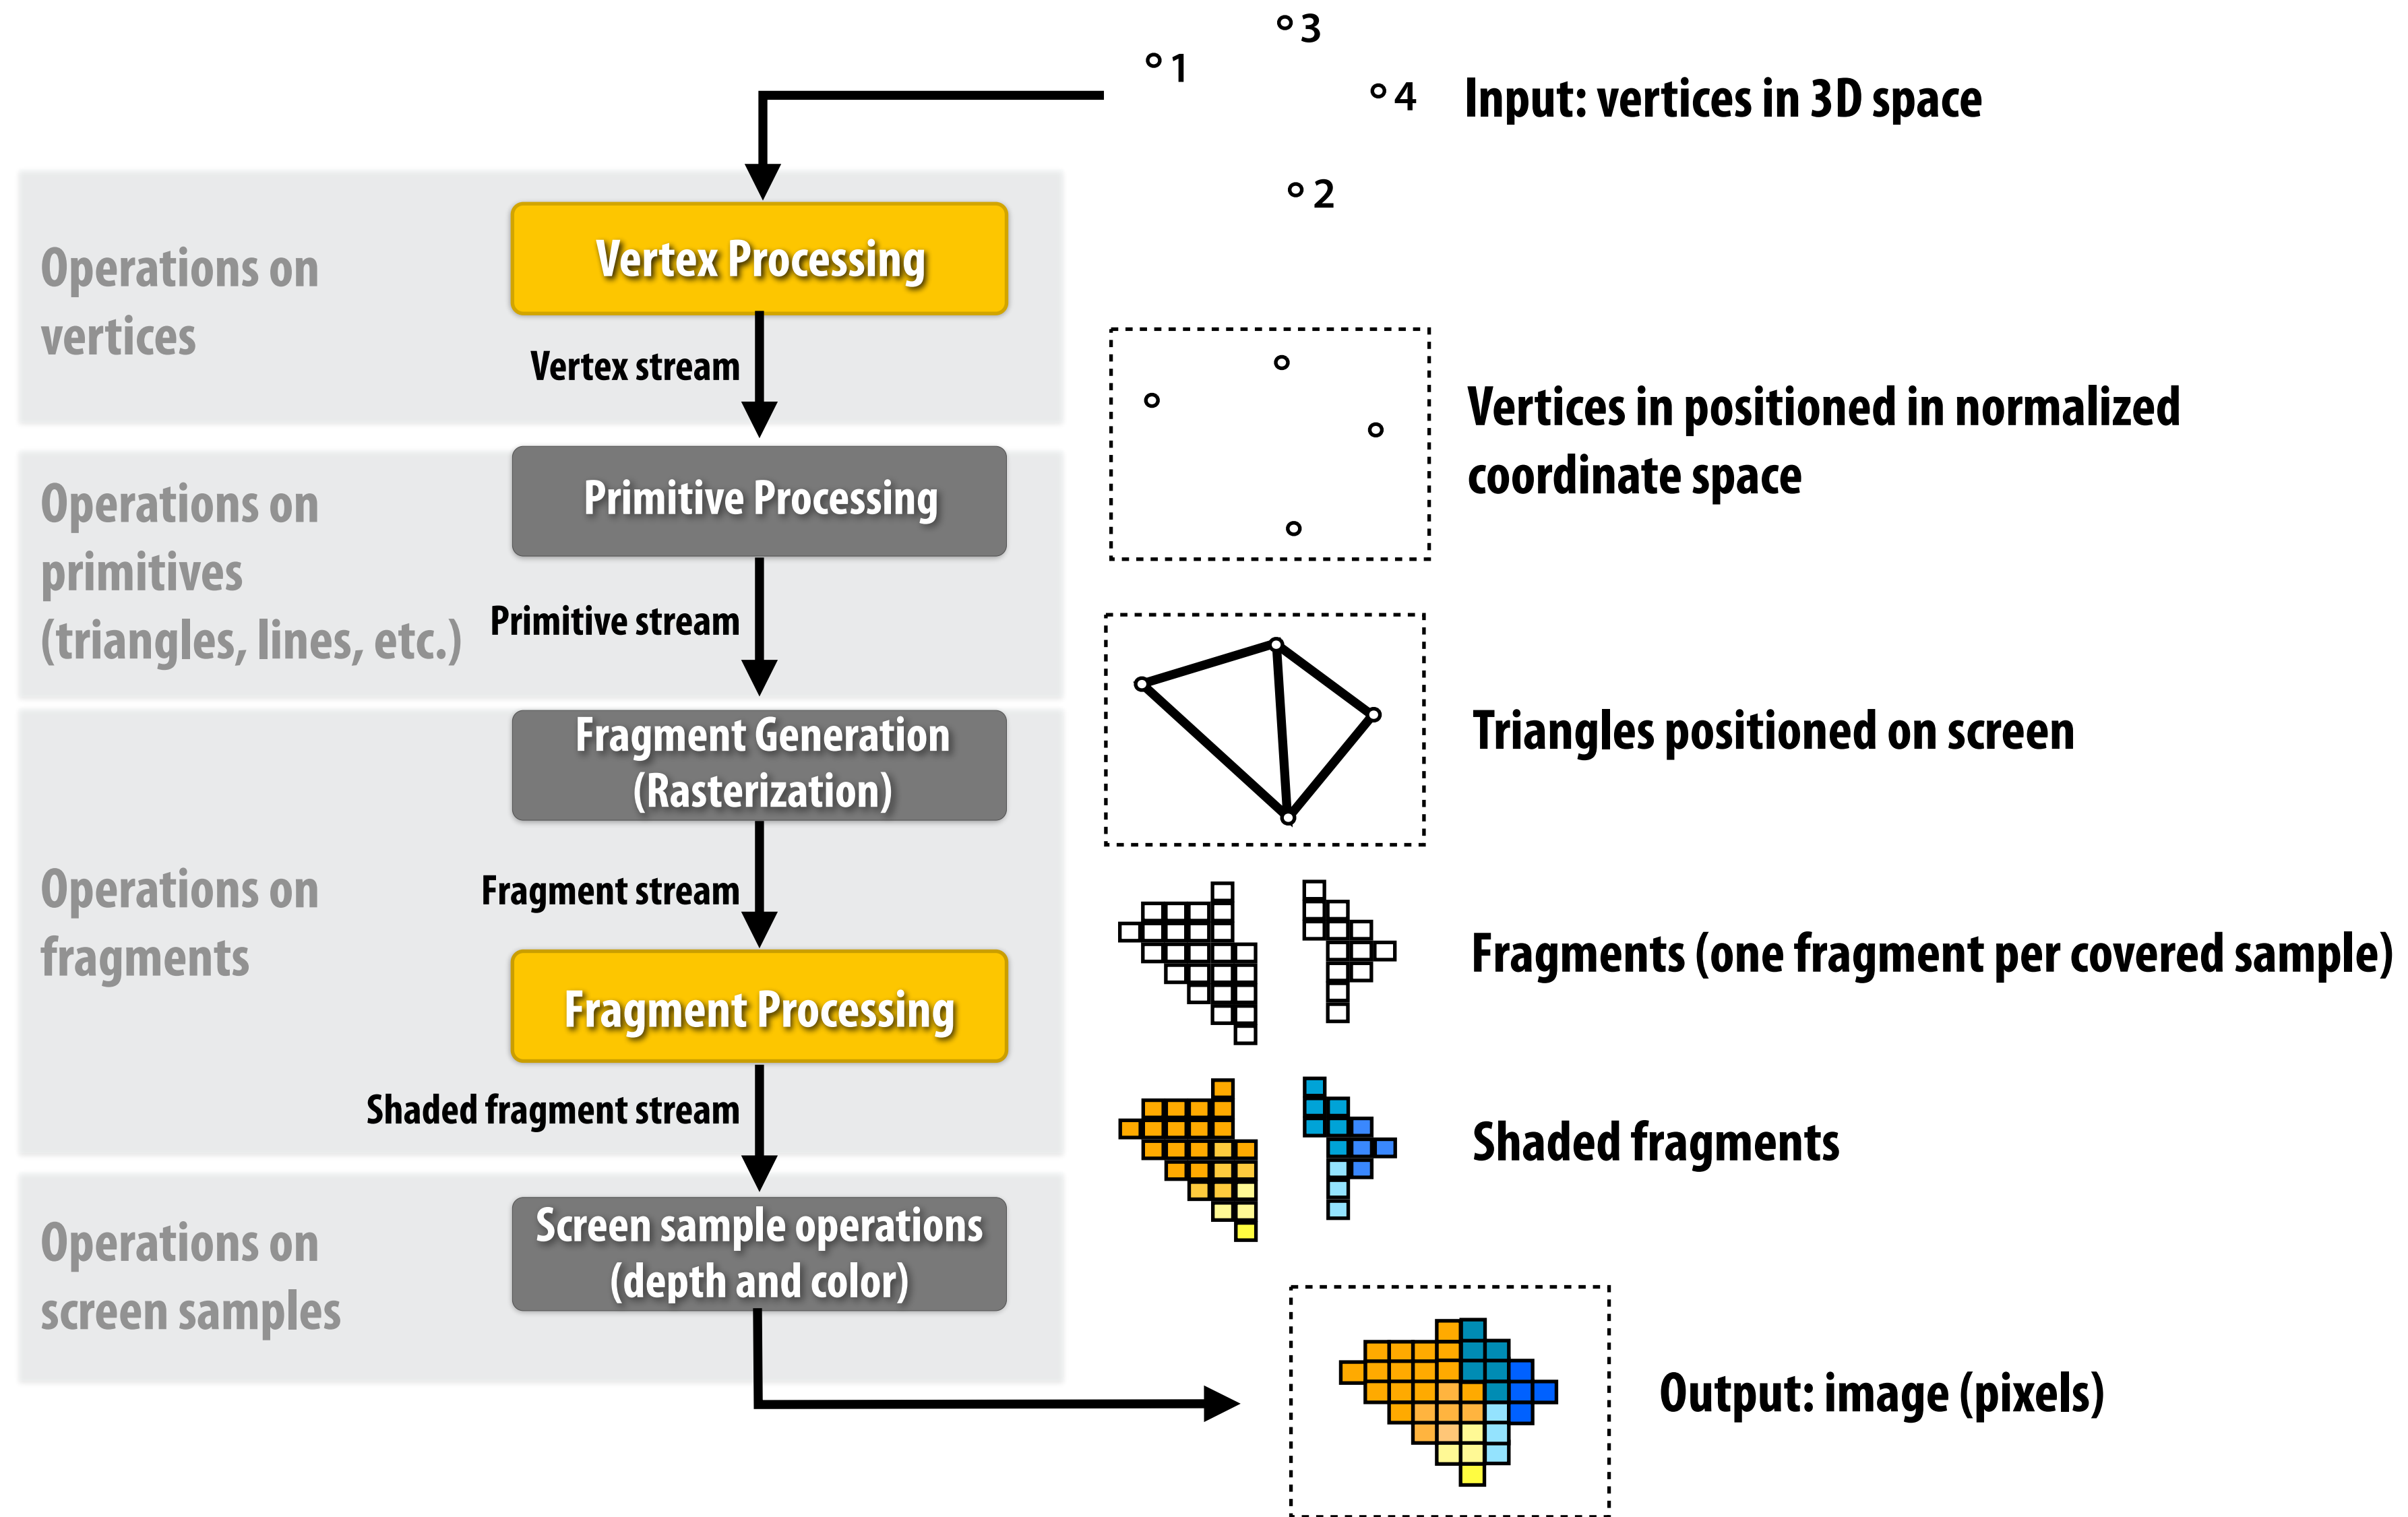 3
1
4
Input: vertices in 3D space
2
Operations on
vertices
Vertex Processing
Vertex stream
Vertices in positioned in normalized
coordinate space
Operations on
primitives
(triangles, lines, etc.)
Primitive Processing
Primitive stream
Triangles positioned on screen
Operations on
fragments
Fragment Generation
(Rasterization)
Fragment stream
Fragments (one fragment per covered sample)
Fragment Processing
Shaded fragment stream
Shaded fragments
Operations on
screen samples
Screen sample operations
(depth and color)
Output: image (pixels)